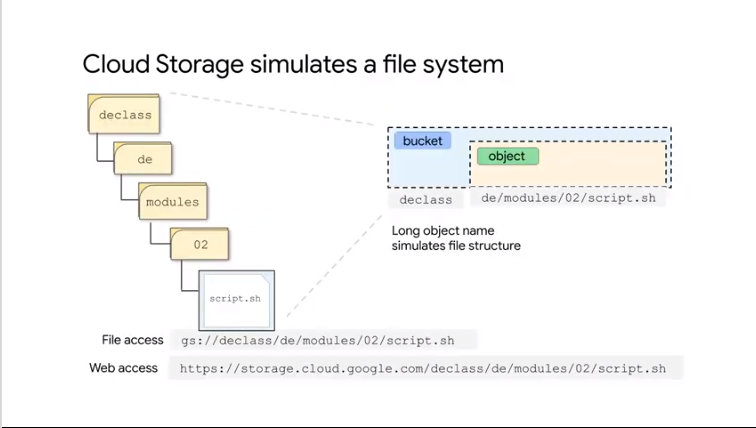 Cloud Storage simulates a file system
declass
de
modules
02
script.sh
bucket
object
declass
de/modules/02/script.sh
Long object name
simulates file structure
File access gs://declass/de/modules/02/script.sh
Web access https://storage.cloud.google.com/declass/de/modules/02/script.sh